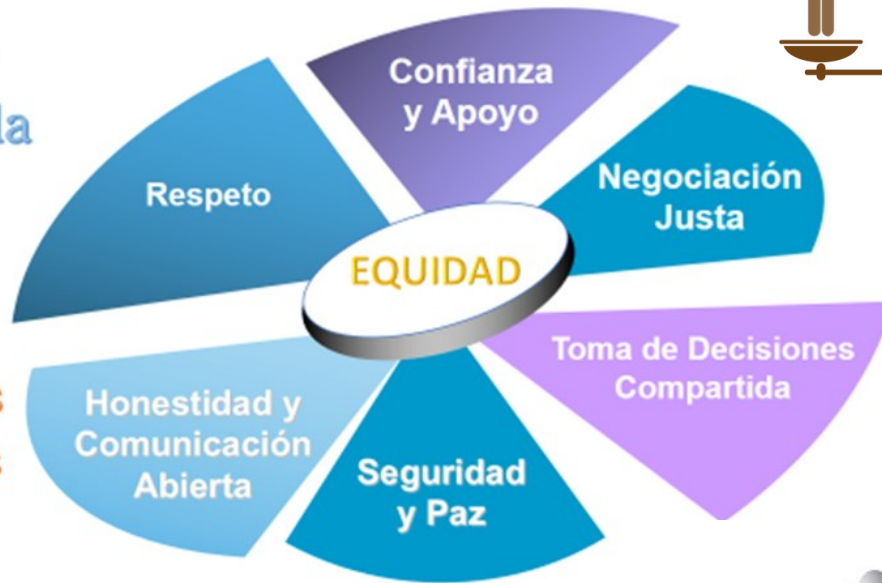 Confianza
y Apoyo
Negociación
Justa
Respeto
EQUIDAD
Toma de Decisiones
Compartida
Honestidad y
Comunicación
Abierta
Seguridad
y Paz